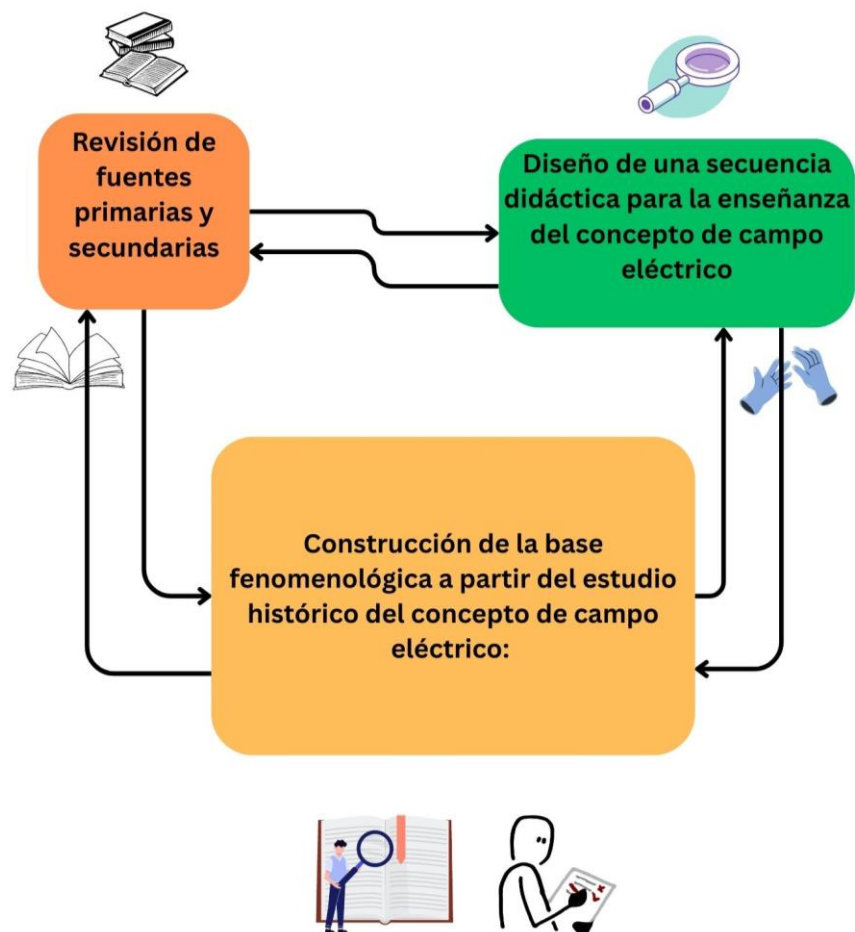 Revisión de
fuentes
primarias y
secundarias
Diseño de una secuencia
didáctica para la enseñanza
del concepto de campo
eléctrico
Construcción de la base
fenomenológica a partir del estudio
histórico del concepto de campo
eléctrico: